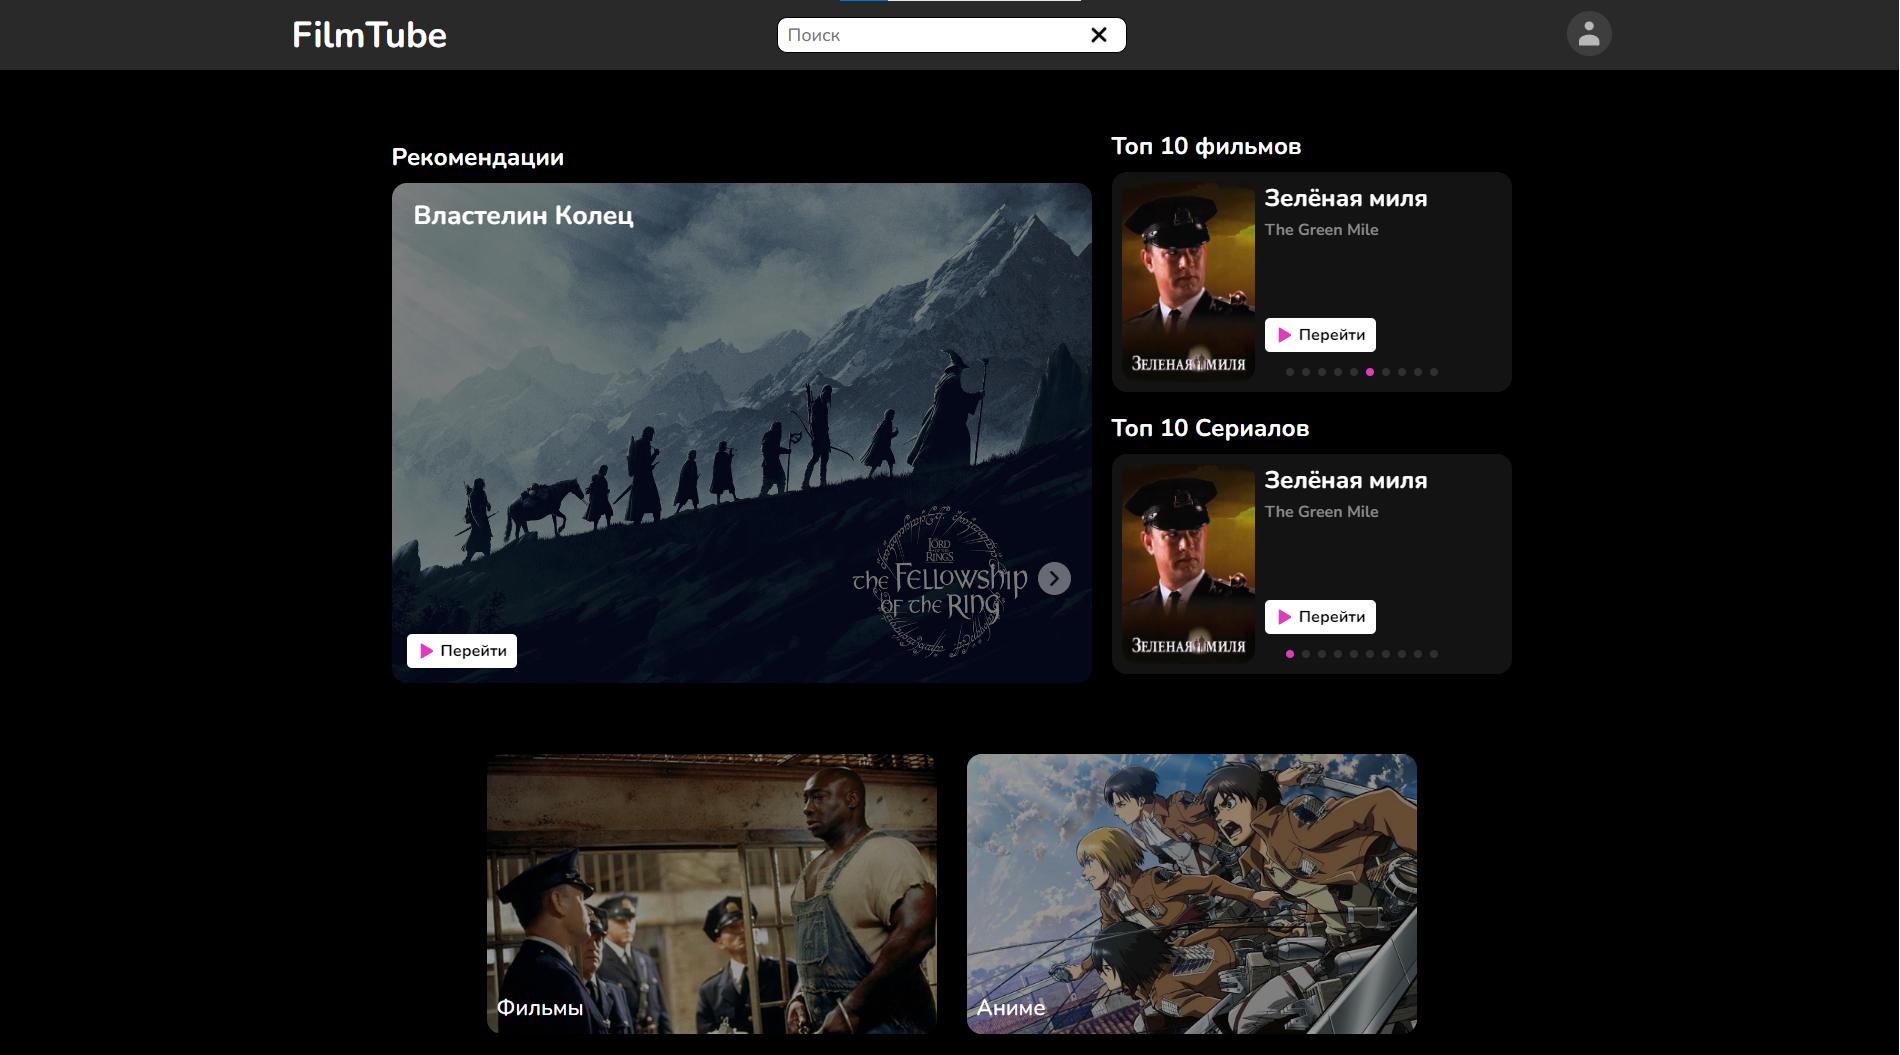 FilmTube
Поиск
Рекомендации
Властелин Колец
THE LORD
OF THE
RINGS
the FELLOWSHIP
OF the RING
Перейти
Топ 10 фильмов
Зелёная миля
The Green Mile
ЗЕЛЕНАЯ МИЛЯ
Перейти
Топ 10 Сериалов
Зелёная миля
The Green Mile
ЗЕЛЕНАЯ МИЛЯ
Перейти
Фильмы
Аниме